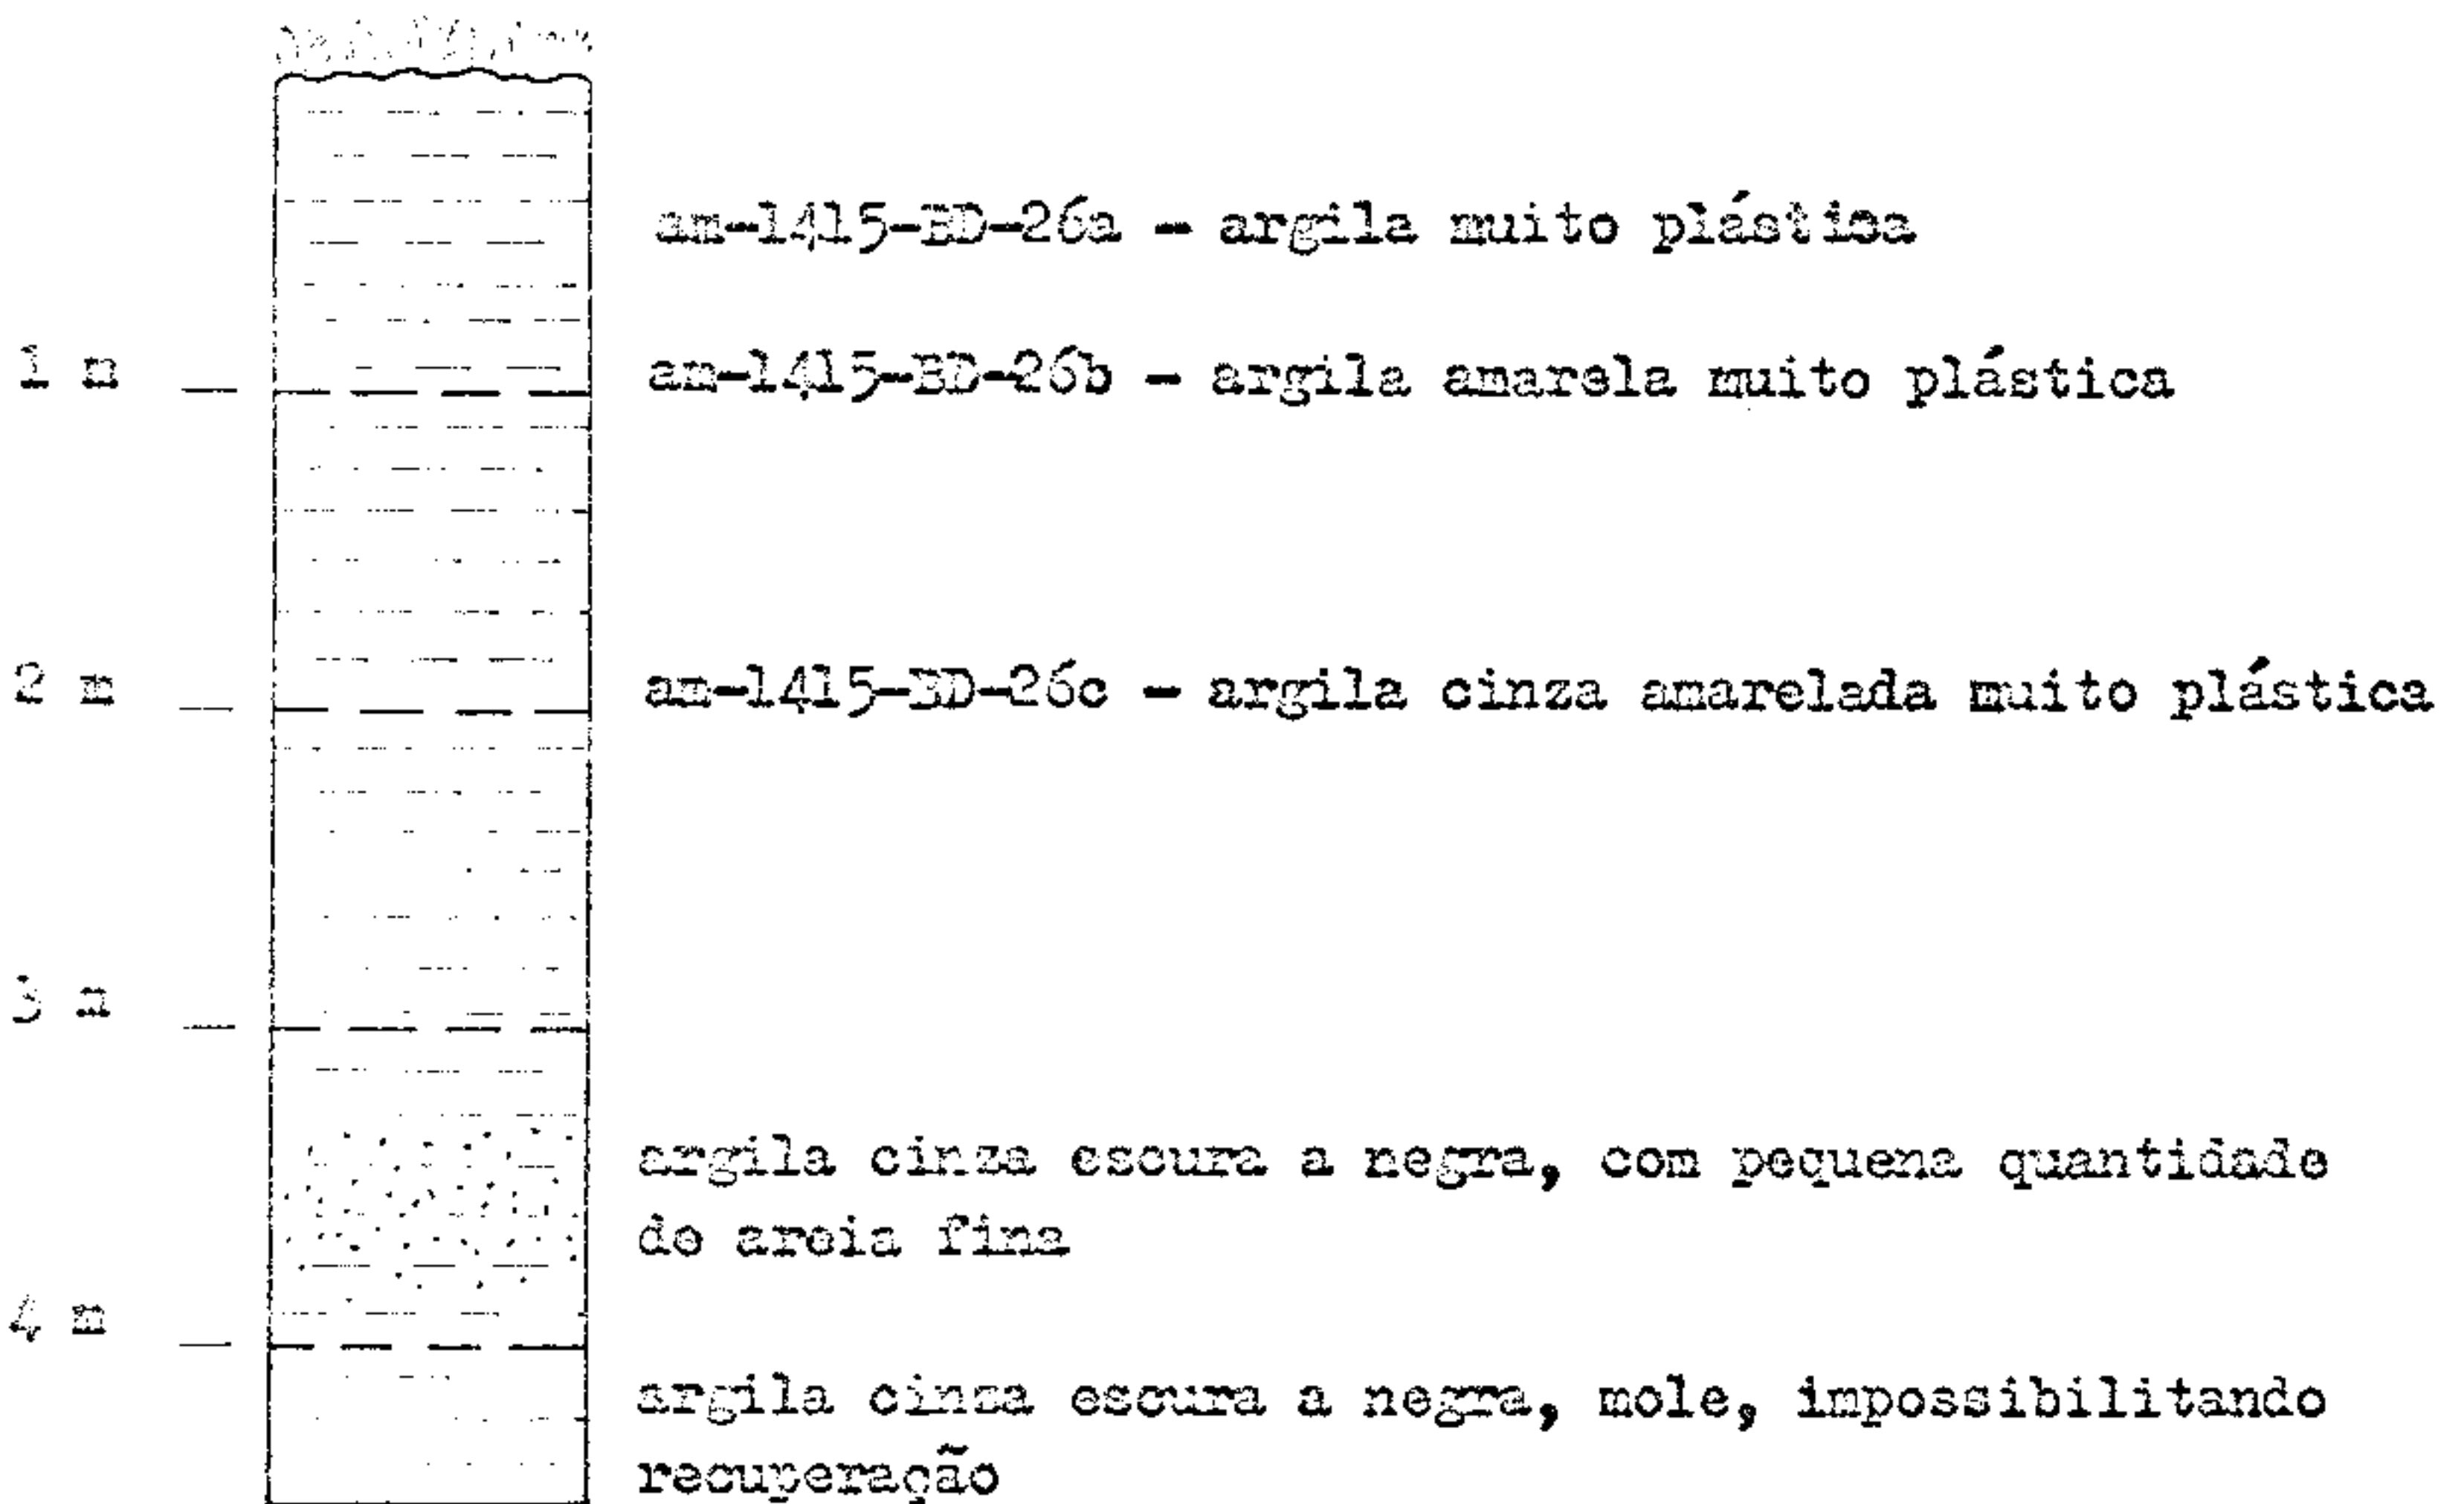 am-1415-BD-26a - argila muito plástica
1 m
am-1415-BD-26b - argila amarela muito plástica
2 m
am-1415-BD-26c - argila cinza amarelada muito plástica
3 m
argila cinza escura a negra, com pequena quantidade
de areia fina
4 m
argila cinza escura a negra, mole, impossibilitando
recuperação